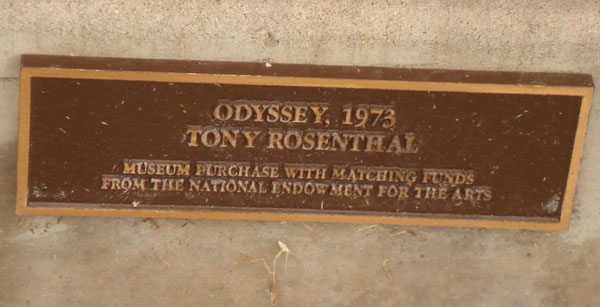 ODYSSEY, 1973
TONY ROSENTHAL
MUSEUM PURCHASE WITH MATCHING FUNDS
FROM THE NATIONAL ENDOWMENT FOR THE ARTS